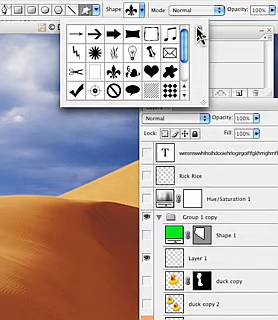 Shape: Mode: Normal Opacity: 100%
© D
Normal Opacity: 100%
Lock: Fill: 100%
T
Rick Rice
Hue/Saturation 1
Group 1 copy
Shape 1
Layer 1
duck copy
duck copy 2